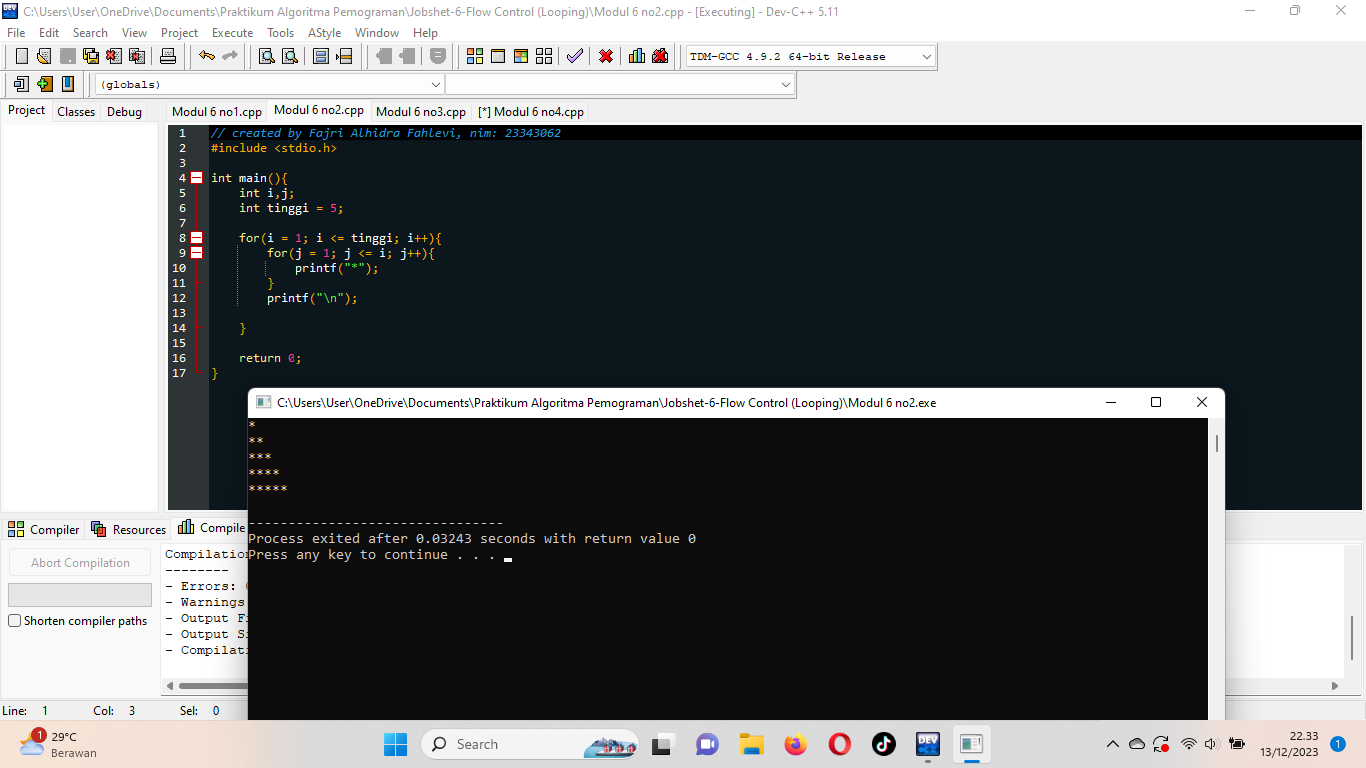 C:\Users\User\OneDrive\Documents\Praktikum Algoritma Pemograman\Jobshet-6-Flow Control (Looping)\Modul 6 no2.cpp - [Executing] - Dev-C++ 5.11
File Edit Search View Project Execute Tools AStyle Window Help
TDM-GCC 4.9.2 64-bit Release
(globals)
Project Classes Debug Modul 6 no1.cpp Modul 6 no2.cpp Modul 6 no3.cpp [*] Modul 6 no4.cpp
1 // created by Fajri Alhidra Fahlevi, nim: 23343062
2 #include <stdio.h>
3
4 int main(){
5 int i,j;
6 int tinggi = 5;
7
8 for(i = 1; i <= tinggi; i++){
9 for(j = 1; j <= i; j++){
10 printf("*");
11 }
12 printf("\n");
13
14 }
15
16 return 0;
17 }
C:\Users\User\OneDrive\Documents\Praktikum Algoritma Pemograman\Jobshet-6-Flow Control (Looping)\Modul 6 no2.exe
*
**
***
****
*****
--------------------------------
Process exited after 0.03243 seconds with return value 0
Press any key to continue . . .
Compiler Resources Compile
Abort Compilation
Shorten compiler paths
Compilation
--------
- Errors:
- Warnings
- Output
- Output
Line: 1 Col: 3 Sel: 0
1
29°C
Berawan
Search
DEV
22.33
13/12/2023
1